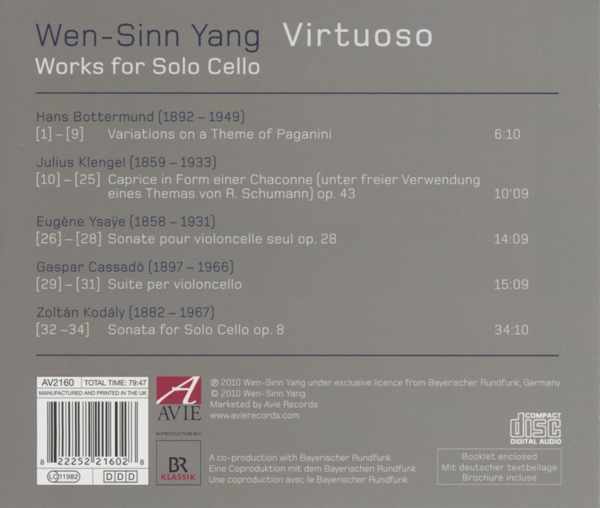 Wen-Sinn Yang Virtuoso
Works for Solo Cello
Hans Bottermund (1892 – 1949)
[1] – [9] Variations on a Theme of Paganini 6:10
Julius Klengel (1859 – 1933)
[10] – [25] Caprice in Form einer Chaconne (unter freier Verwendung
eines Themas von R. Schumann) op. 43 10'09
Eugène Ysaÿe (1858 – 1931)
[26] – [28] Sonate pour violoncelle seul op. 28 14:09
Gaspar Cassadó (1897 – 1966)
[29] – [31] Suite per violoncello 15:09
Zoltán Kodály (1882 – 1967)
[32 –34] Sonata for Solo Cello op. 8 34:10
AV2160 TOTAL TIME: 79:47
MANUFACTURED AND PRINTED IN THE UK
8 22252 21602 8
LC 11982 DDD
A
AVIE
BR
KLASSIK
℗ 2010 Wen-Sinn Yang under exclusive licence from Bayerischer Rundfunk, Germany
© 2010 Wen-Sinn Yang
Marketed by Avie Records
www.avierecords.com
A co-production with Bayerischer Rundfunk
Eine Coproduktion mit dem Bayerischen Rundfunk
Une coproduction avec le Bayerischer Rundfunk
COMPACT
disc
DIGITAL AUDIO
Booklet enclosed
Mit deutscher textbeilage
Brochure incluse